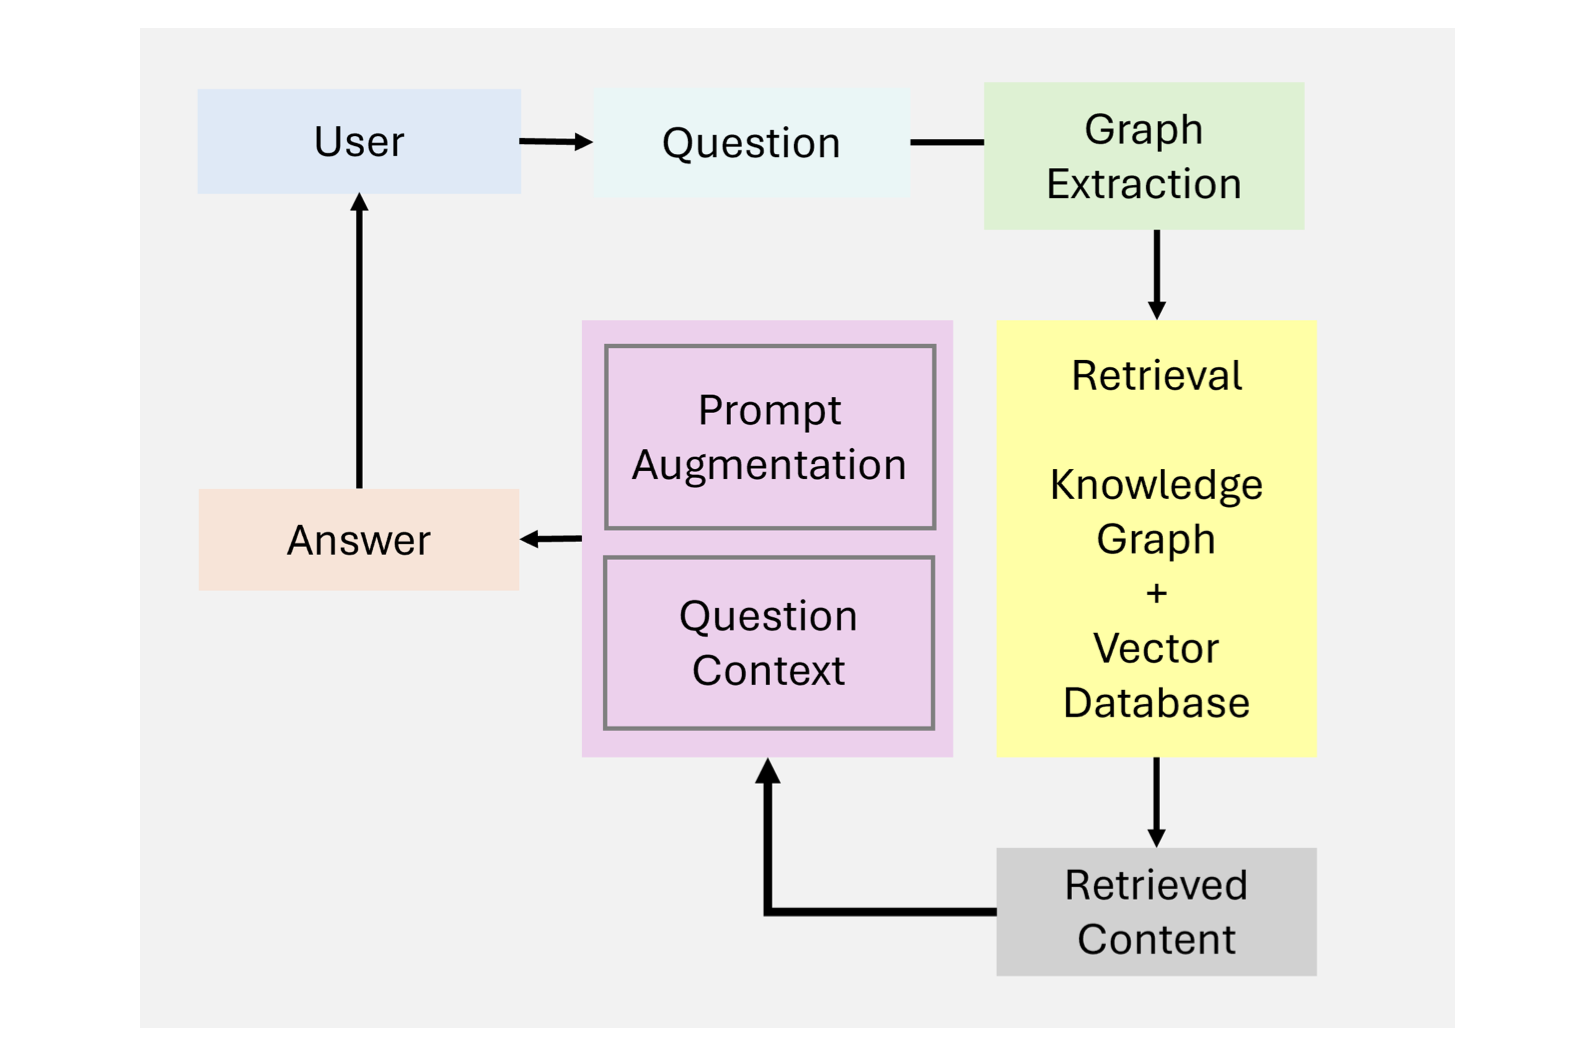 User
Question
Graph
Extraction
Retrieval
Knowledge
Graph
+
Vector
Database
Retrieved
Content
Prompt
Augmentation
Question
Context
Answer